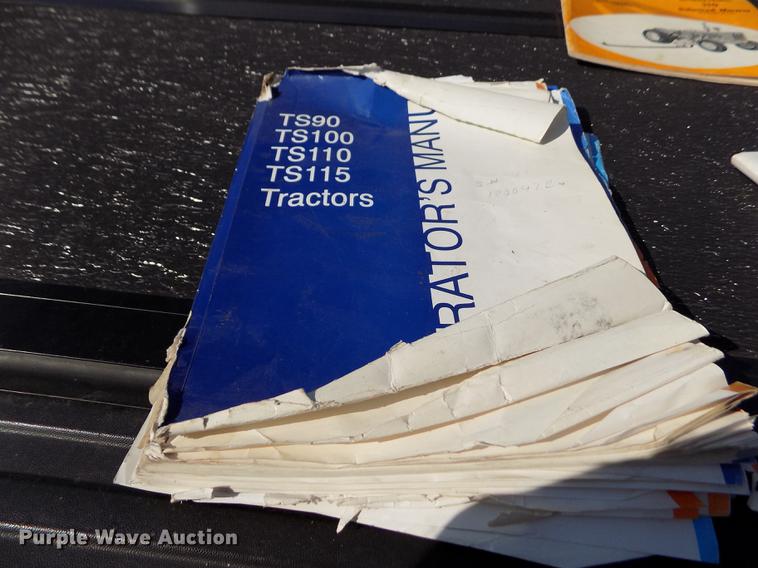 TS90
TS100
TS110
TS115
Tractors
RATOR'S MANU
Purple Wave Auction